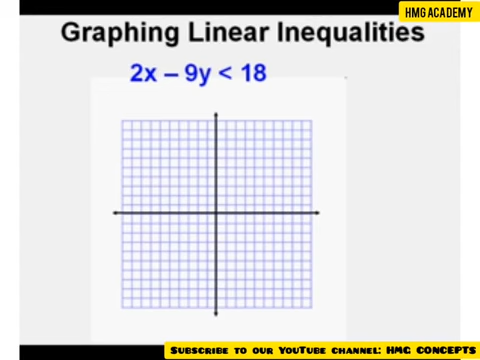 HMG ACADEMY
Graphing Linear Inequalities
2x – 9y < 18
Subscribe to our YouTube channel: HMG Concepts